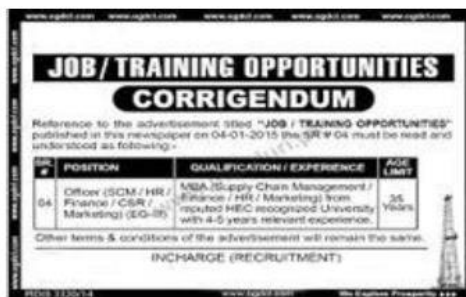 www.ogdcl.com www.ogdcl.com www.ogdcl.com www.ogdcl.com
JOB/TRAINING OPPORTUNITIES
CORRIGENDUM
Reference to the advertisement titled "JOB / TRAINING OPPORTUNITIES"
published in this newspaper on 04-01-2015 the SR # 04 must be read and
understood as following:-
SR. # POSITION QUALIFICATION / EXPERIENCE AGE LIMIT
04 Officer (SCM / HR / Finance / CSR / Marketing) (EG-III) MBA (Supply Chain Management / Finance / HR / Marketing) from reputed HEC recognized University with 4-5 years relevant experience. 35 Years
Other terms & conditions of the advertisement will remain the same.
INCHARGE (RECRUITMENT)
www.ogdcl.com We Explore Prosperity